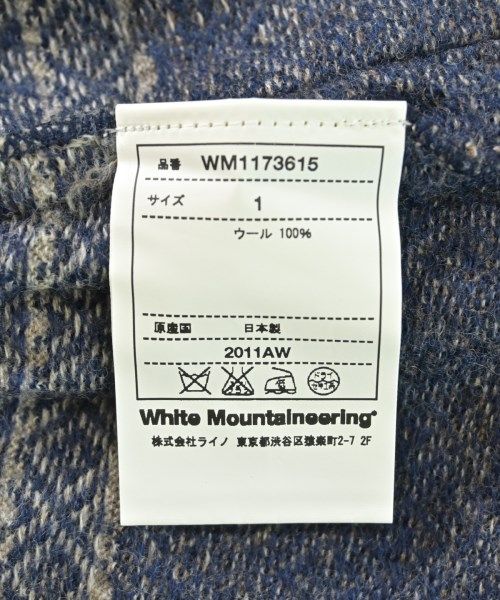 品番 WM1173615
サイズ 1
ウール 100%
原産国 日本製
2011AW
White Mountaineering®
株式会社ライノ 東京都渋谷区猿楽町2-7 2F